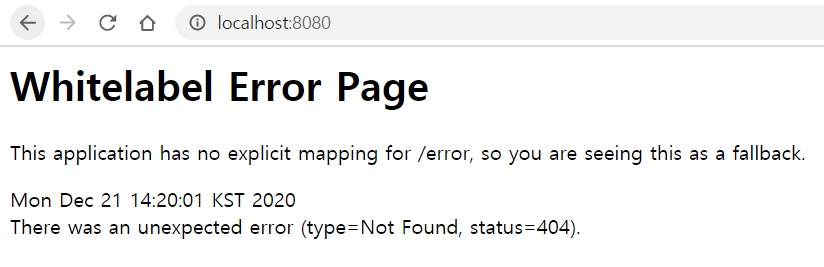 localhost:8080
Whitelabel Error Page
This application has no explicit mapping for /error, so you are seeing this as a fallback.
Mon Dec 21 14:20:01 KST 2020
There was an unexpected error (type=Not Found, status=404).